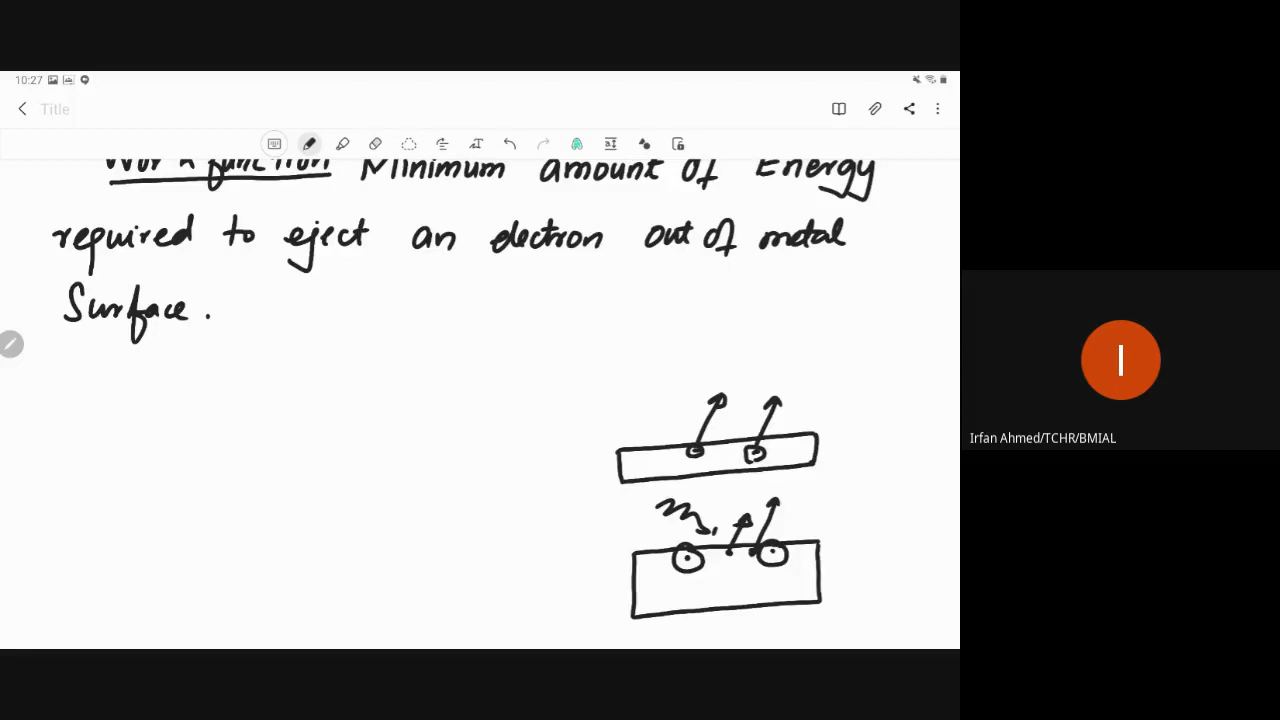 10:27
Title
Work function Minimum amount of Energy
required to eject an electron out of metal
Surface.
I
Irfan Ahmed/TCHR/BMIAL